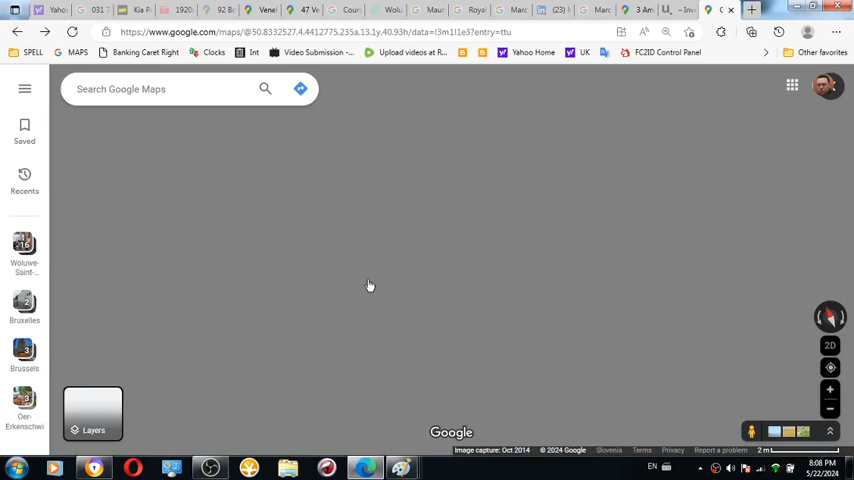 Yahoo 031 7 Kia P 1920 92 Bo Vene 47 Ve Cour Wolu Maur Royal Marc (23) Marc 3 Am – Inv G
https://www.google.com/maps/@50.8332527,4.4412775,235a,13.1y,40.93h/data=!3m1!1e3?entry=ttu
SPELL MAPS Banking Caret Right Clocks Int Video Submission -... Upload videos at R... Yahoo Home UK FC2ID Control Panel Other favorites
Search Google Maps
Saved
Recents
16
Woluwe-
Saint-...
2
Bruxelles
3
Brussels
3
Oer-
Erkenschwi
2D
+
−
Layers
Google
Image capture: Oct 2014 © 2024 Google Slovenia Terms Privacy Report a problem 2 m
EN 8:08 PM
5/22/2024